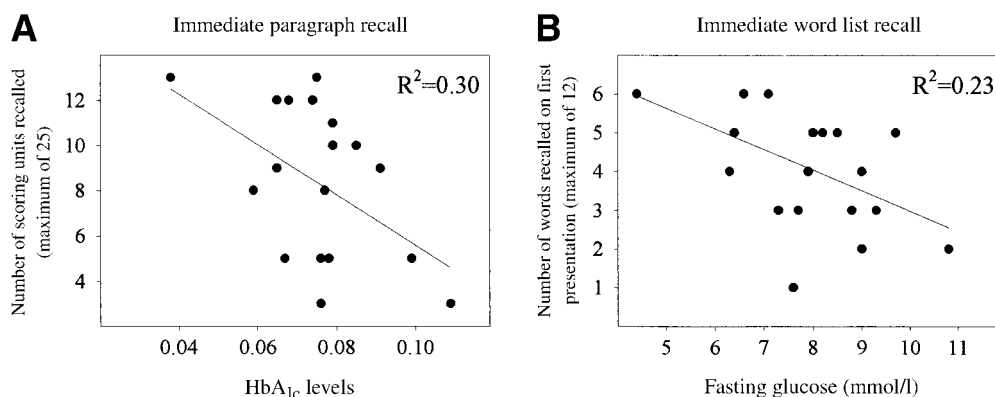 A
Immediate paragraph recall
R²=0.30
Number of scoring units recalled
(maximum of 25)
12
10
8
6
4
0.04
0.06
0.08
0.10
HbA1c levels
B
Immediate word list recall
R²=0.23
Number of words recalled on first
presentation (maximum of 12)
6
5
4
3
2
1
5
6
7
8
9
10
11
Fasting glucose (mmol/l)